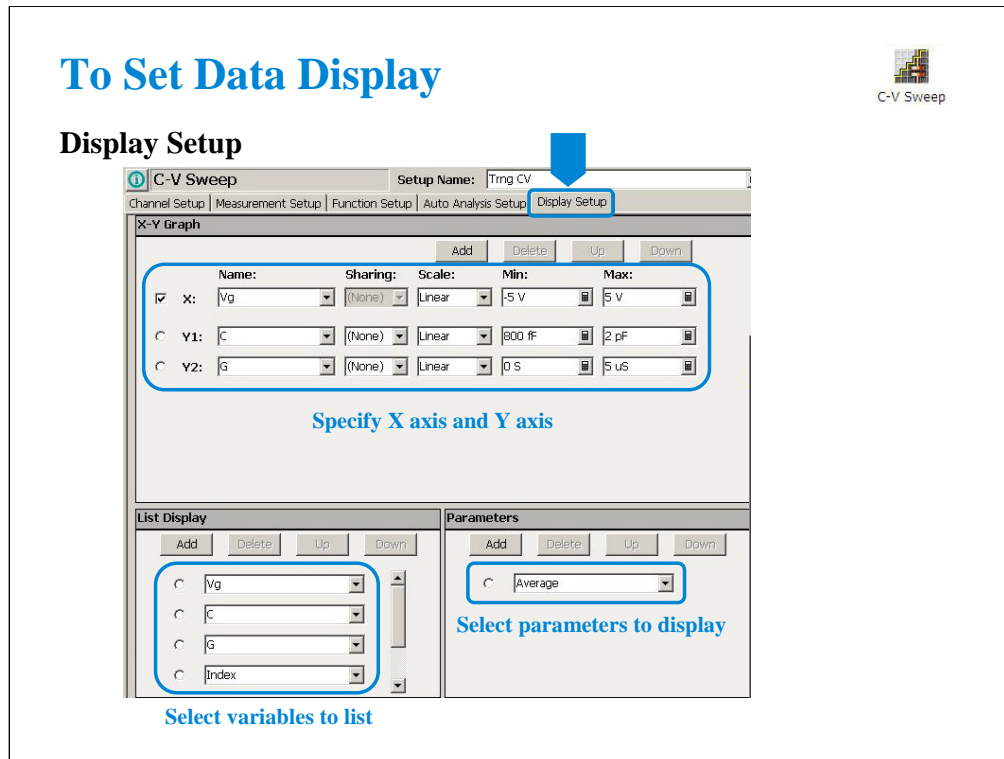 To Set Data Display
C-V Sweep
Display Setup
C-V Sweep Setup Name: Trng CV
Channel Setup Measurement Setup Function Setup Auto Analysis Setup Display Setup
X-Y Graph
Add Delete Up Down
Name: Sharing: Scale: Min: Max:
X: Vg (None) Linear -5 V 5 V
Y1: C (None) Linear 800 fF 2 pF
Y2: G (None) Linear 0 S 5 uS
Specify X axis and Y axis
List Display
Add Delete Up Down
Vg
C
G
Index
Select variables to list
Parameters
Add Delete Up Down
Average
Select parameters to display